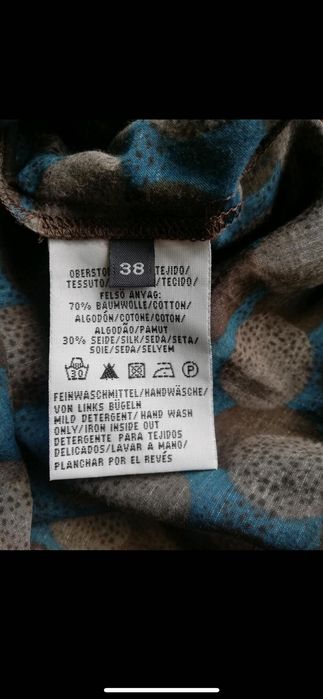 38
OBERSTO TEJIDO/
TESSUTO/ /TECIDO/
FELSŐ ANYAG:
70% BAUMWOLLE/COTTON/
ALGODÓN/COTONE/COTON/
ALGODÃO/PAMUT
30% SEIDE/SILK/SEDA/SETA/
SOIE/SEDA/SELYEM
30
FEINWASCHMITTEL/HANDWÄSCHE/
VON LINKS BÜGELN
MILD DETERGENT/HAND WASH
ONLY/IRON INSIDE OUT
DETERGENTE PARA TEJIDOS
DELICADOS/LAVAR A MANO/
PLANCHAR POR EL REVÉS